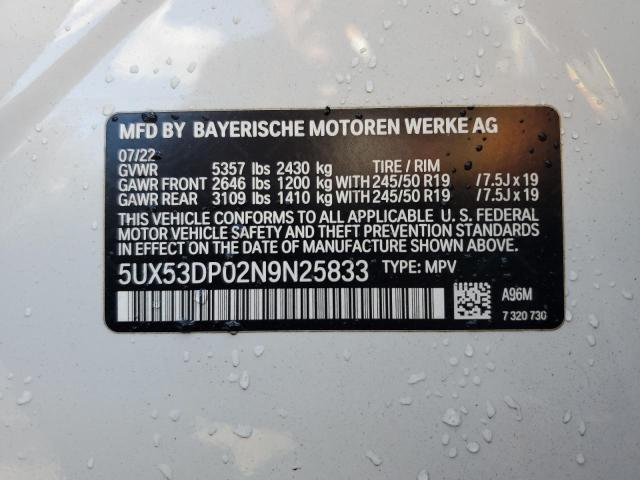 MFD BY BAYERISCHE MOTOREN WERKE AG
07/22
GVWR 5357 lbs 2430 kg TIRE / RIM
GAWR FRONT 2646 lbs 1200 kg WITH 245/50 R19 / 7.5J x 19
GAWR REAR 3109 lbs 1410 kg WITH 245/50 R19 / 7.5J x 19
THIS VEHICLE CONFORMS TO ALL APPLICABLE U. S. FEDERAL
MOTOR VEHICLE SAFETY AND THEFT PREVENTION STANDARDS
IN EFFECT ON THE DATE OF MANUFACTURE SHOWN ABOVE.
5UX53DP02N9N25833 TYPE: MPV
A96M
7 320 730